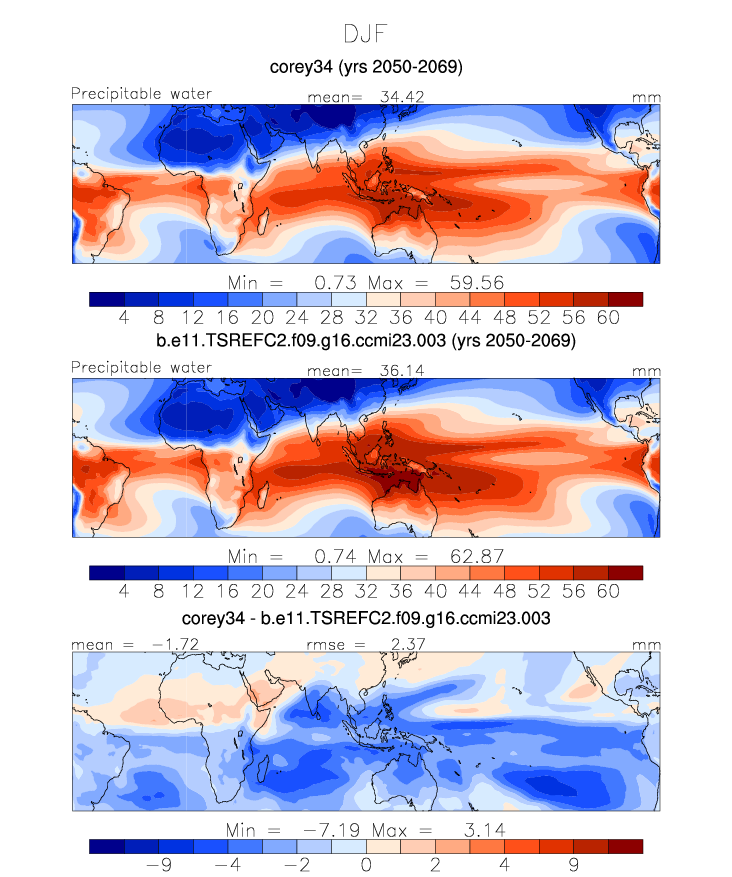 DJF
corey34 (yrs 2050-2069)
Precipitable water mean= 34.42 mm
Min = 0.73 Max = 59.56
4 8 12 16 20 24 28 32 36 40 44 48 52 56 60
b.e11.TSREFC2.f09.g16.ccmi23.003 (yrs 2050-2069)
Precipitable water mean= 36.14 mm
Min = 0.74 Max = 62.87
4 8 12 16 20 24 28 32 36 40 44 48 52 56 60
corey34 - b.e11.TSREFC2.f09.g16.ccmi23.003
mean = -1.72 rmse = 2.37 mm
Min = -7.19 Max = 3.14
-9 -4 -2 0 2 4 9